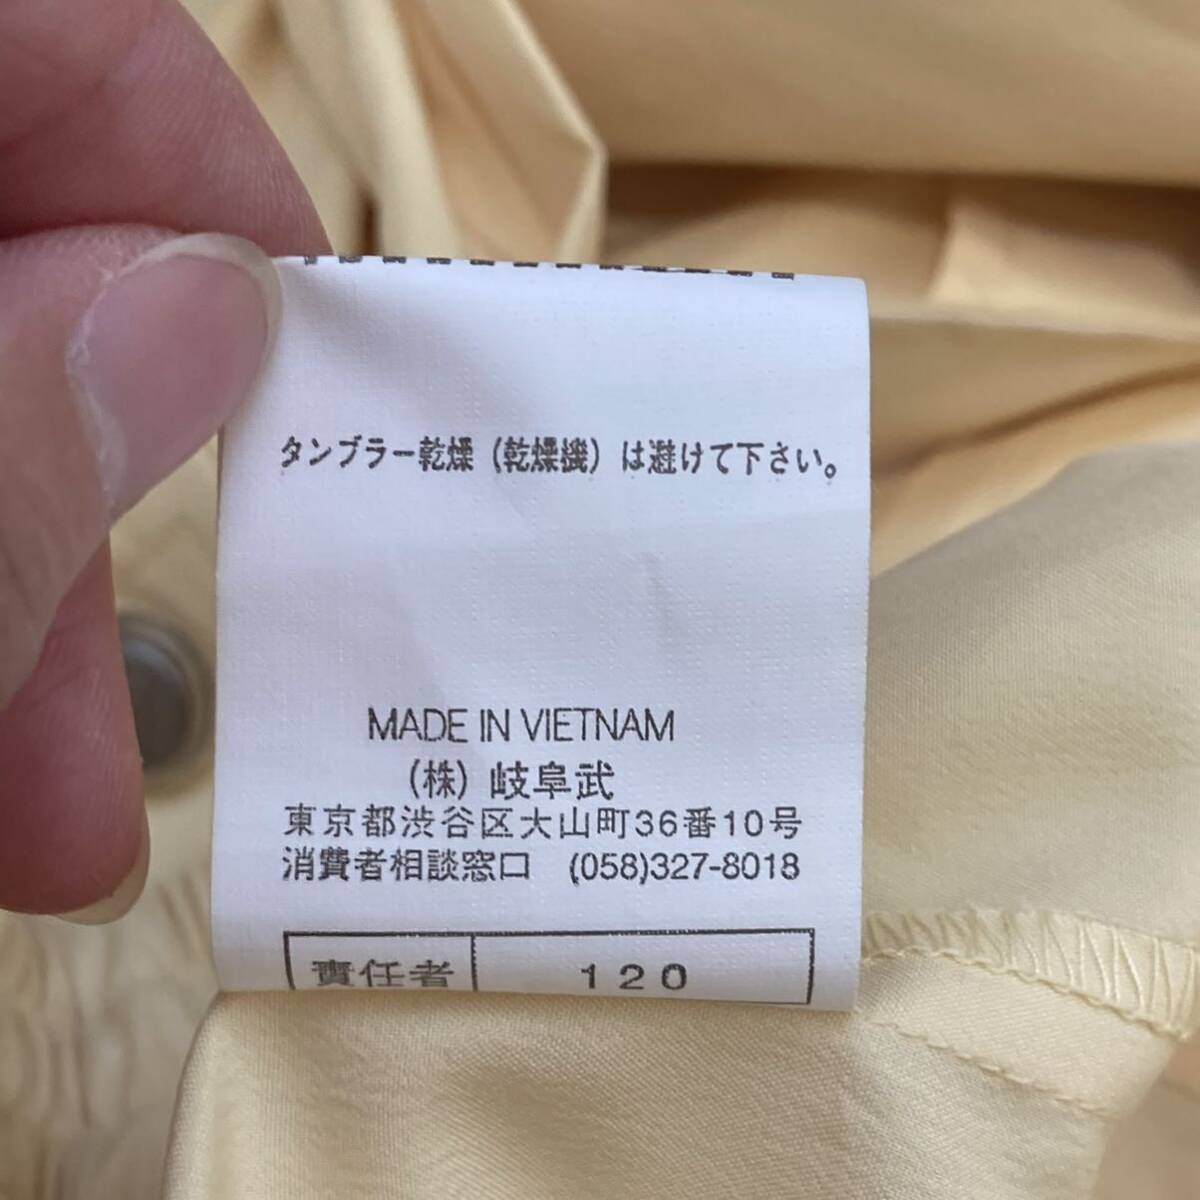 タンブラー乾燥（乾燥機）は避けて下さい。
MADE IN VIETNAM
（株）岐阜武
東京都渋谷区大山町36番10号
消費者相談窓口 (058)327-8018
責任者 120